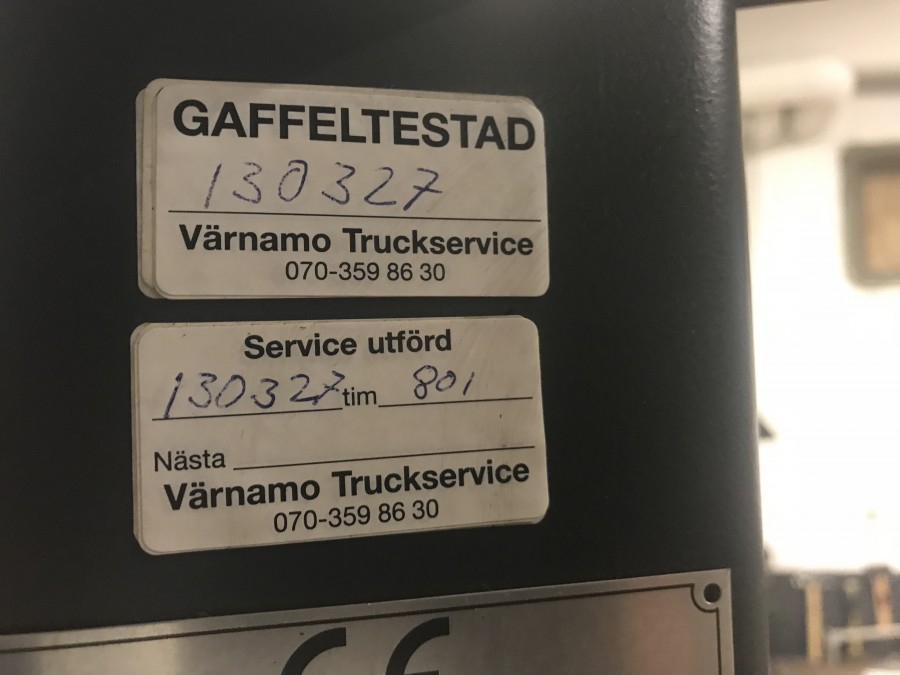 GAFFELTESTAD
130327
Värnamo Truckservice
070-359 86 30
Service utförd
130327 tim 801
Nästa
Värnamo Truckservice
070-359 86 30
CE